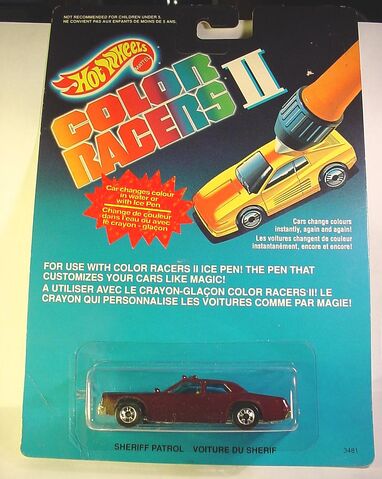 NOT RECOMMENDED FOR CHILDREN UNDER 5.
NE CONVIENT PAS AUX ENFANTS DE MOINS DE 5 ANS.
Hot Wheels
MATTEL
COLOR
RACERS II
Car changes colour
in water or
with Ice Pen
Change de couleur
dans l'eau ou avec
le crayon - glaçon
Cars change colours
instantly, again and again!
Les voitures changent de couleur
instantanément, encore et encore!
FOR USE WITH COLOR RACERS II ICE PEN! THE PEN THAT
CUSTOMIZES YOUR CARS LIKE MAGIC!
A UTILISER AVEC LE CRAYON-GLAÇON COLOR RACERS II! LE
CRAYON QUI PERSONNALISE LES VOITURES COMME PAR MAGIE!
SHERIFF PATROL VOITURE DU SHERIF
3481